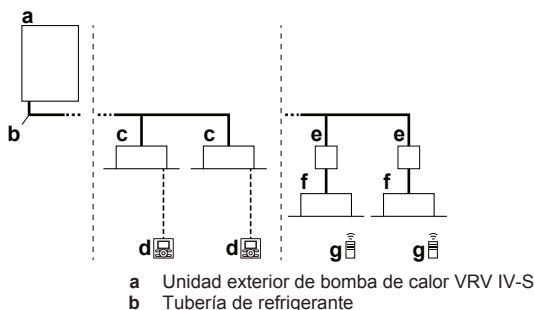 a
b
c c e e
f f
d d g g
a Unidad exterior de bomba de calor VRV IV-S
b Tubería de refrigerante